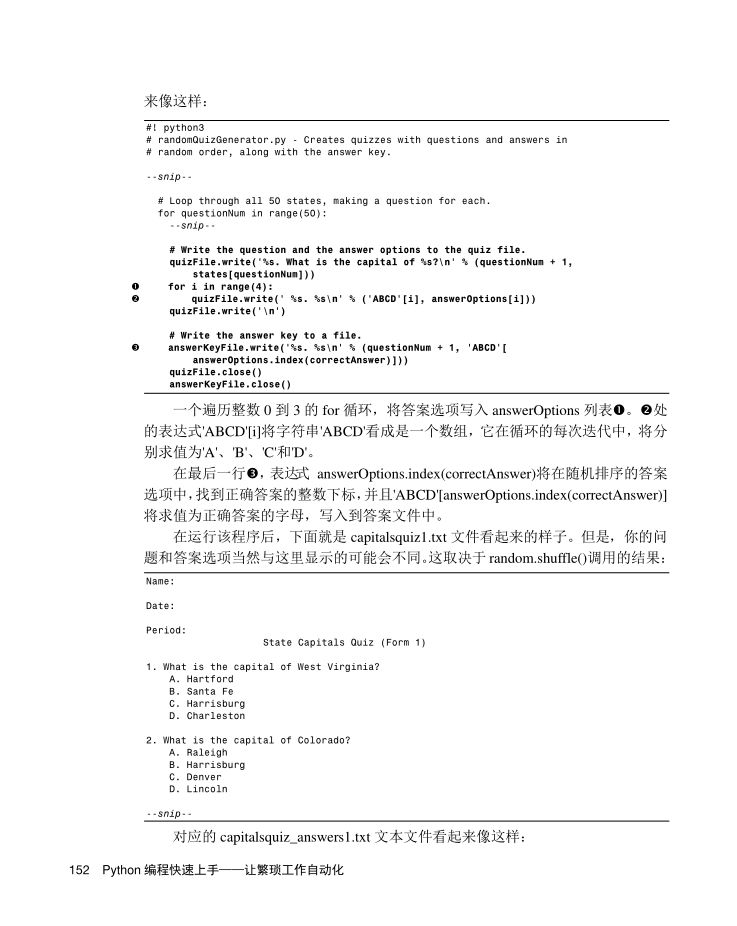 来像这样：
#! python3
# randomQuizGenerator.py - Creates quizzes with questions and answers in
# random order, along with the answer key.
--snip--
# Loop through all 50 states, making a question for each.
for questionNum in range(50):
--snip--
# Write the question and the answer options to the quiz file.
quizFile.write('%s. What is the capital of %s?\n' % (questionNum + 1,
states[questionNum]))
❶ for i in range(4):
❷ quizFile.write(' %s. %s\n' % ('ABCD'[i], answerOptions[i]))
quizFile.write('\n')
# Write the answer key to a file.
❸ answerKeyFile.write('%s. %s\n' % (questionNum + 1, 'ABCD'[
answerOptions.index(correctAnswer)]))
quizFile.close()
answerKeyFile.close()
一个遍历整数 0 到 3 的 for 循环，将答案选项写入 answerOptions 列表❶。❷处
的表达式'ABCD'[i]将字符串'ABCD'看成是一个数组，它在循环的每次迭代中，将分
别求值为'A'、'B'、'C'和'D'。
在最后一行❸，表达式 answerOptions.index(correctAnswer)将在随机排序的答案
选项中，找到正确答案的整数下标，并且'ABCD'[answerOptions.index(correctAnswer)]
将求值为正确答案的字母，写入到答案文件中。
在运行该程序后，下面就是 capitalsquiz1.txt 文件看起来的样子。但是，你的问
题和答案选项当然与这里显示的可能会不同。这取决于 random.shuffle()调用的结果：
Name:
Date:
Period:
State Capitals Quiz (Form 1)
1. What is the capital of West Virginia?
A. Hartford
B. Santa Fe
C. Harrisburg
D. Charleston
2. What is the capital of Colorado?
A. Raleigh
B. Harrisburg
C. Denver
D. Lincoln
--snip--
对应的 capitalsquiz_answers1.txt 文本文件看起来像这样：
152 Python 编程快速上手——让繁琐工作自动化